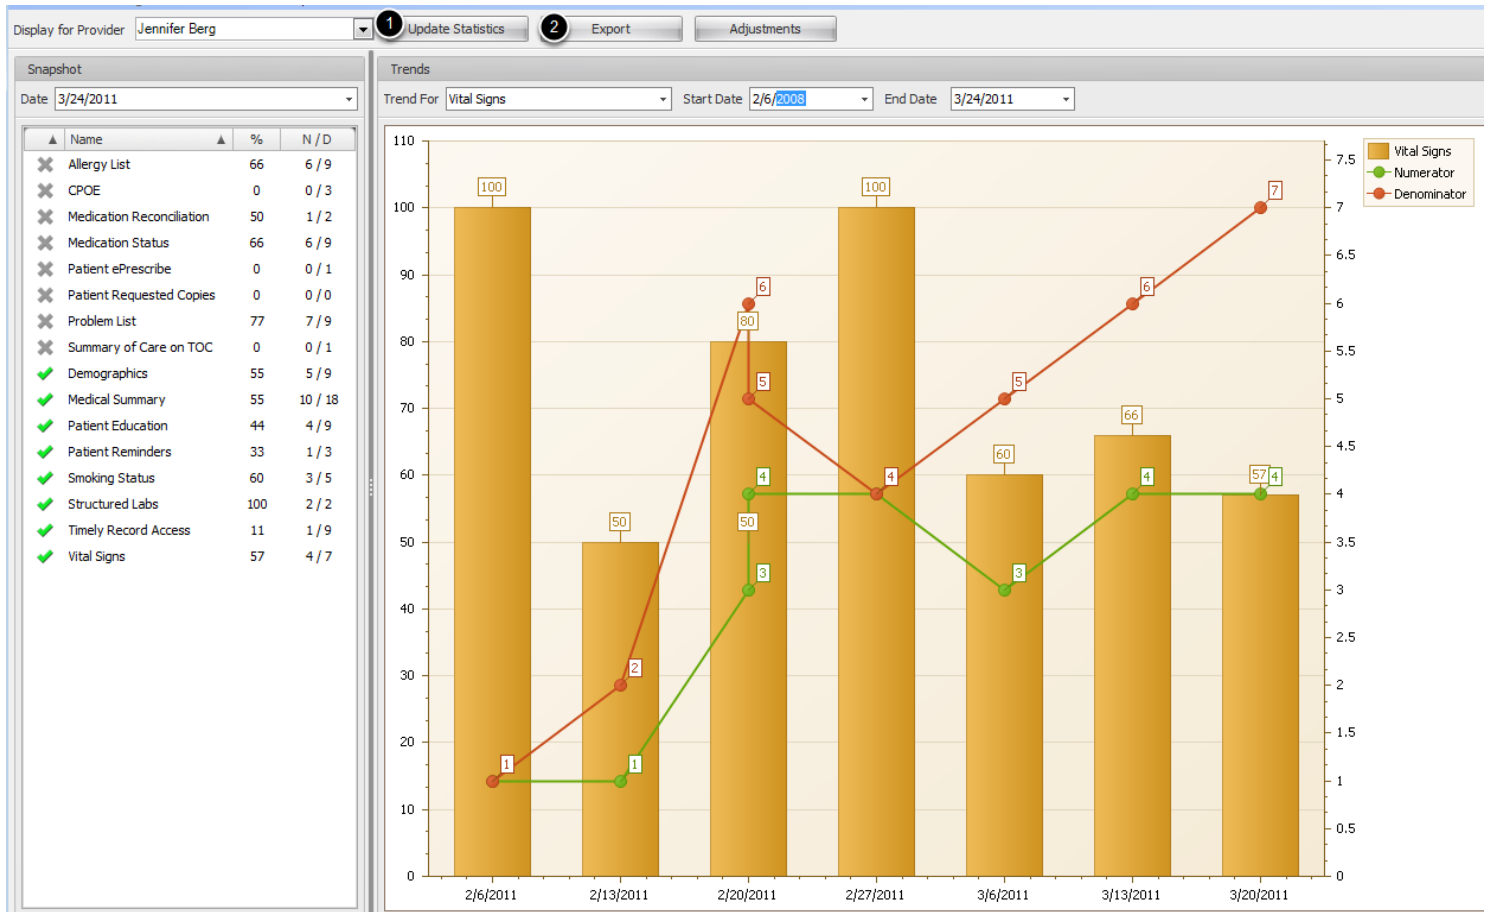 Display for Provider Jennifer Berg 1 Update Statistics 2 Export Adjustments
Snapshot
Date 3/24/2011
Name % N / D
Allergy List 66 6 / 9
CPOE 0 0 / 3
Medication Reconciliation 50 1 / 2
Medication Status 66 6 / 9
Patient ePrescribe 0 0 / 1
Patient Requested Copies 0 0 / 0
Problem List 77 7 / 9
Summary of Care on TOC 0 0 / 1
Demographics 55 5 / 9
Medical Summary 55 10 / 18
Patient Education 44 4 / 9
Patient Reminders 33 1 / 3
Smoking Status 60 3 / 5
Structured Labs 100 2 / 2
Timely Record Access 11 1 / 9
Vital Signs 57 4 / 7
Trends
Trend For Vital Signs Start Date 2/6/2008 End Date 3/24/2011
110
100
90
80
70
60
50
40
30
20
10
0
100
50
80
50
100
60
66
57
1
2
6
5
4
5
6
7
1
3
4
3
4
4
7.5
7
6.5
6
5.5
5
4.5
4
3.5
3
2.5
2
1.5
1
0.5
0
2/6/2011 2/13/2011 2/20/2011 2/27/2011 3/6/2011 3/13/2011 3/20/2011
Vital Signs
Numerator
Denominator